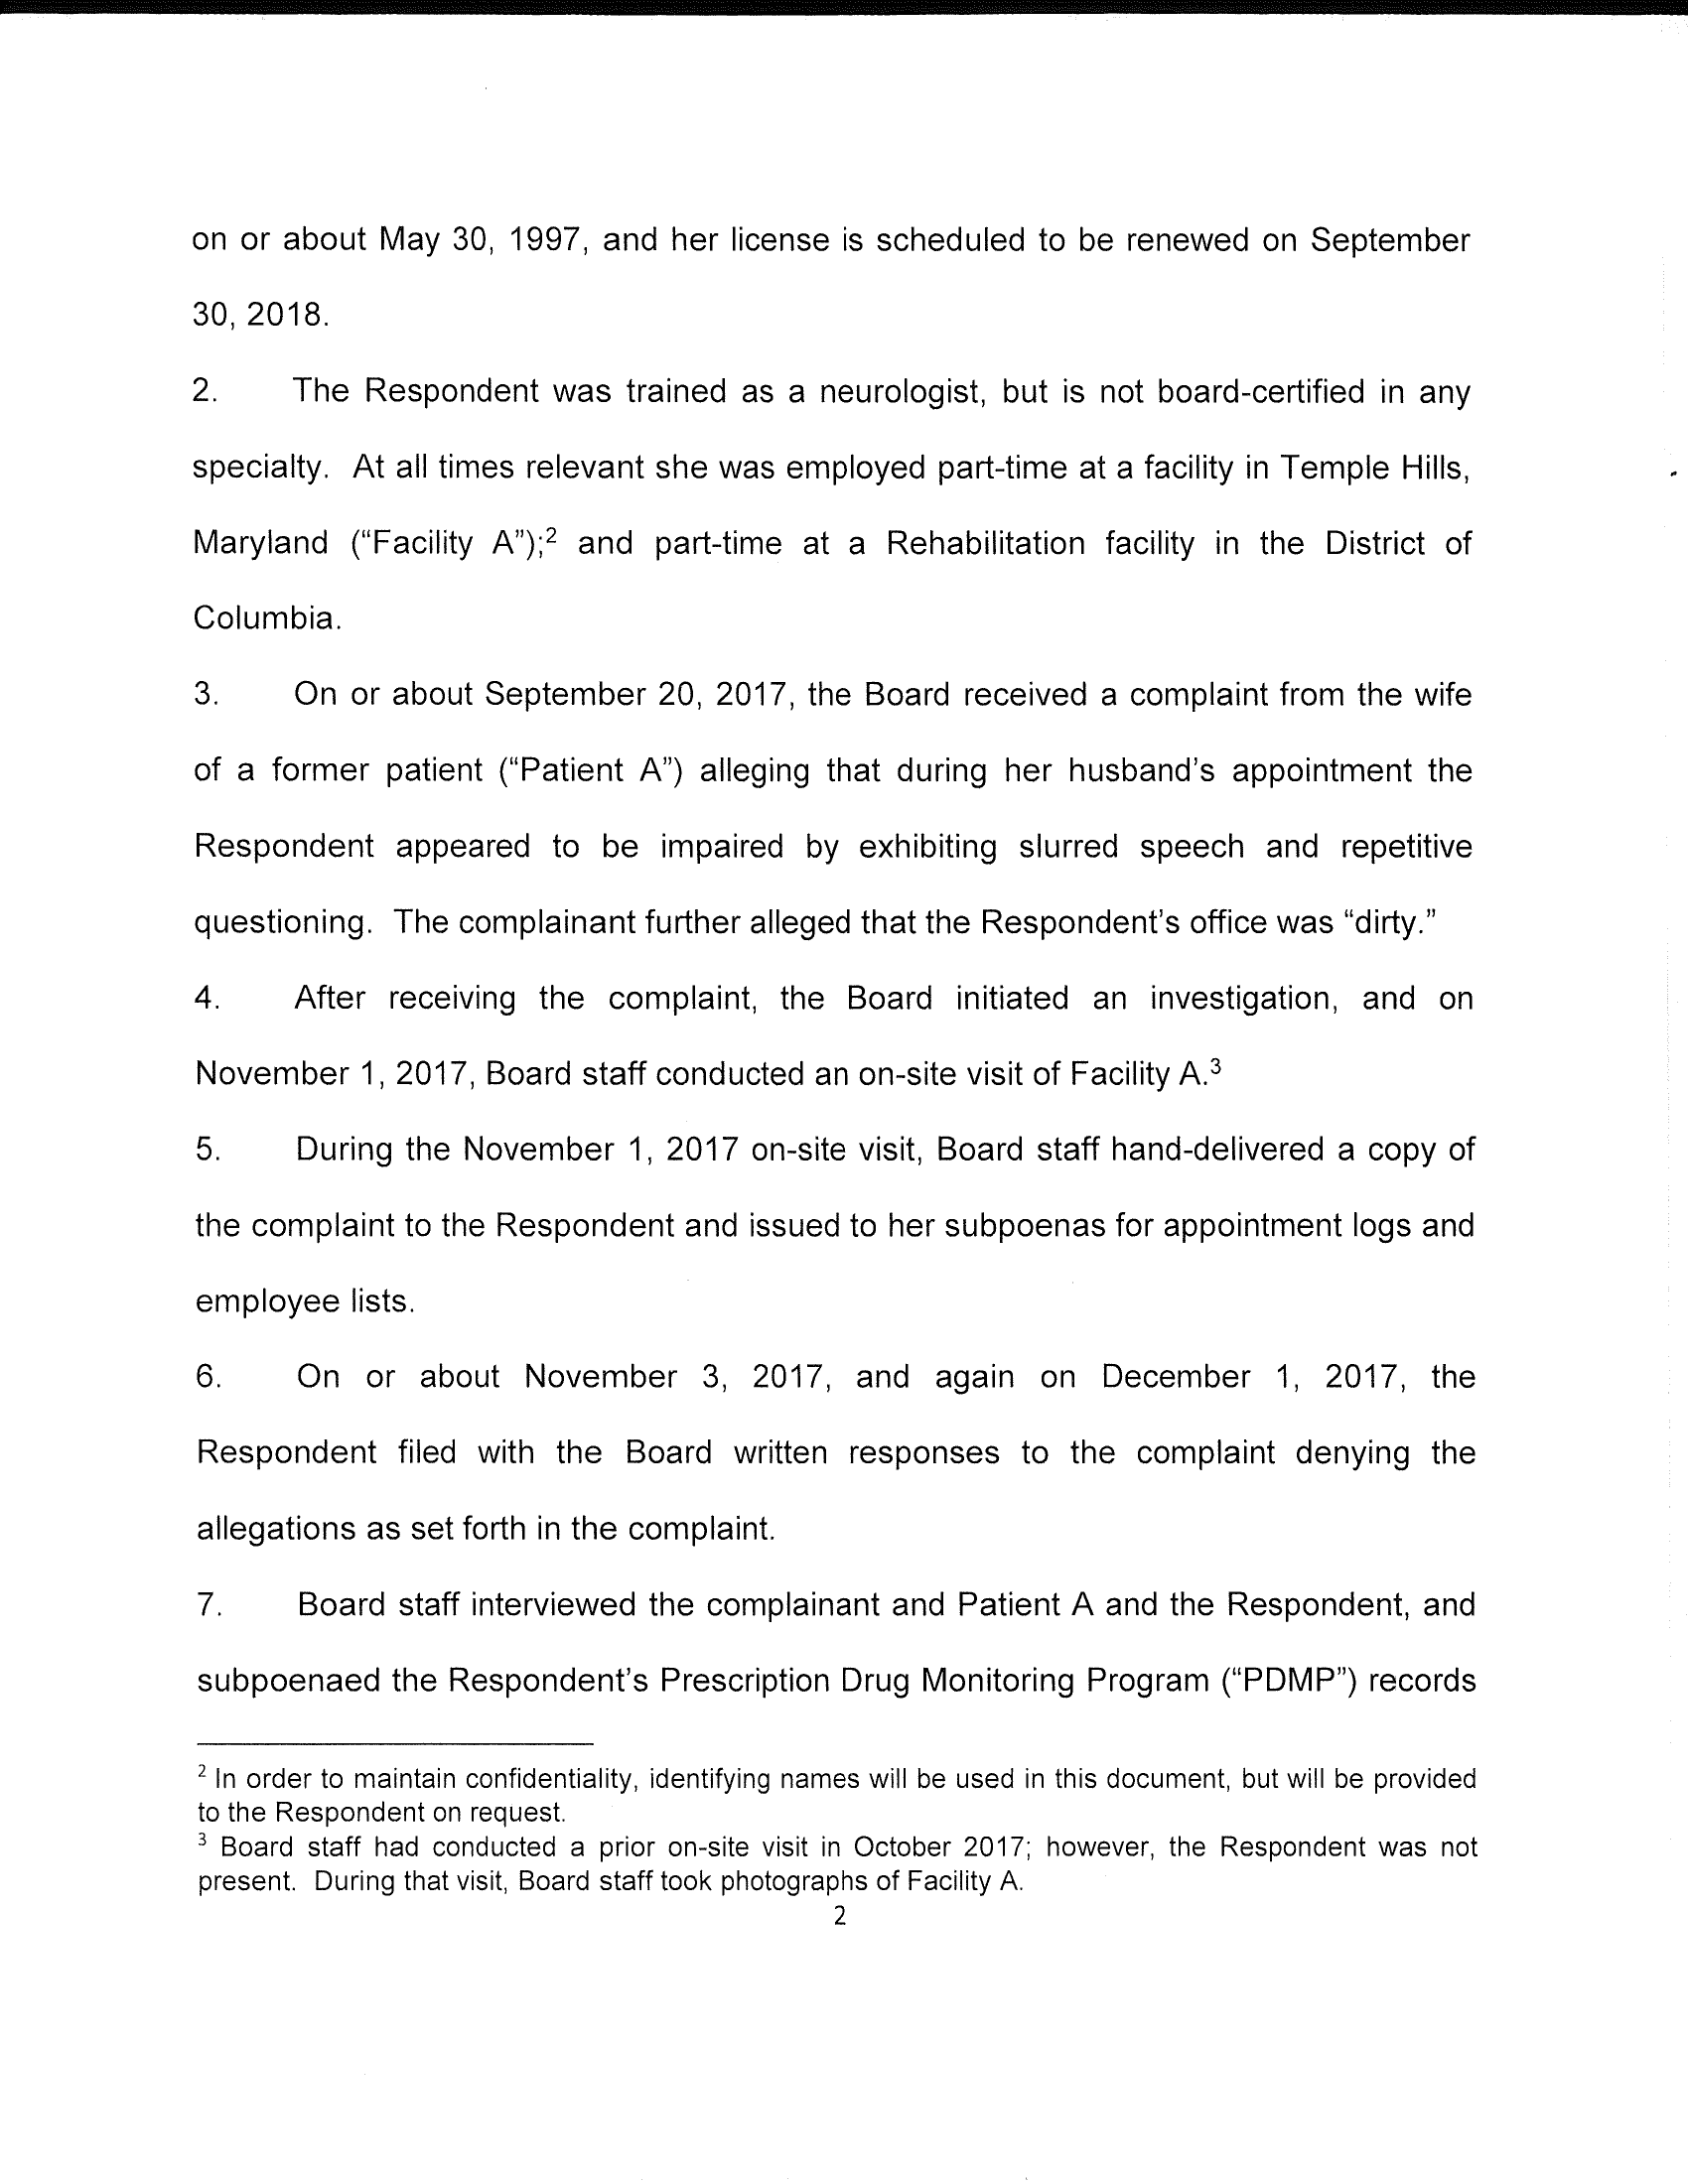 on or about May 30, 1997, and her license is scheduled to be renewed on September
30, 2018.
2. The Respondent was trained as a neurologist, but is not board-certified in any
specialty. At all times relevant she was employed part-time at a facility in Temple Hills,
Maryland (“Facility A”);² and part-time at a Rehabilitation facility in the District of
Columbia.
3. On or about September 20, 2017, the Board received a complaint from the wife
of a former patient (“Patient A”) alleging that during her husband’s appointment the
Respondent appeared to be impaired by exhibiting slurred speech and repetitive
questioning. The complainant further alleged that the Respondent’s office was “dirty.”
4. After receiving the complaint, the Board initiated an investigation, and on
November 1, 2017, Board staff conducted an on-site visit of Facility A.³
5. During the November 1, 2017 on-site visit, Board staff hand-delivered a copy of
the complaint to the Respondent and issued to her subpoenas for appointment logs and
employee lists.
6. On or about November 3, 2017, and again on December 1, 2017, the
Respondent filed with the Board written responses to the complaint denying the
allegations as set forth in the complaint.
7. Board staff interviewed the complainant and Patient A and the Respondent, and
subpoenaed the Respondent’s Prescription Drug Monitoring Program (“PDMP”) records
² In order to maintain confidentiality, identifying names will be used in this document, but will be provided
to the Respondent on request.
³ Board staff had conducted a prior on-site visit in October 2017; however, the Respondent was not
present. During that visit, Board staff took photographs of Facility A.
2